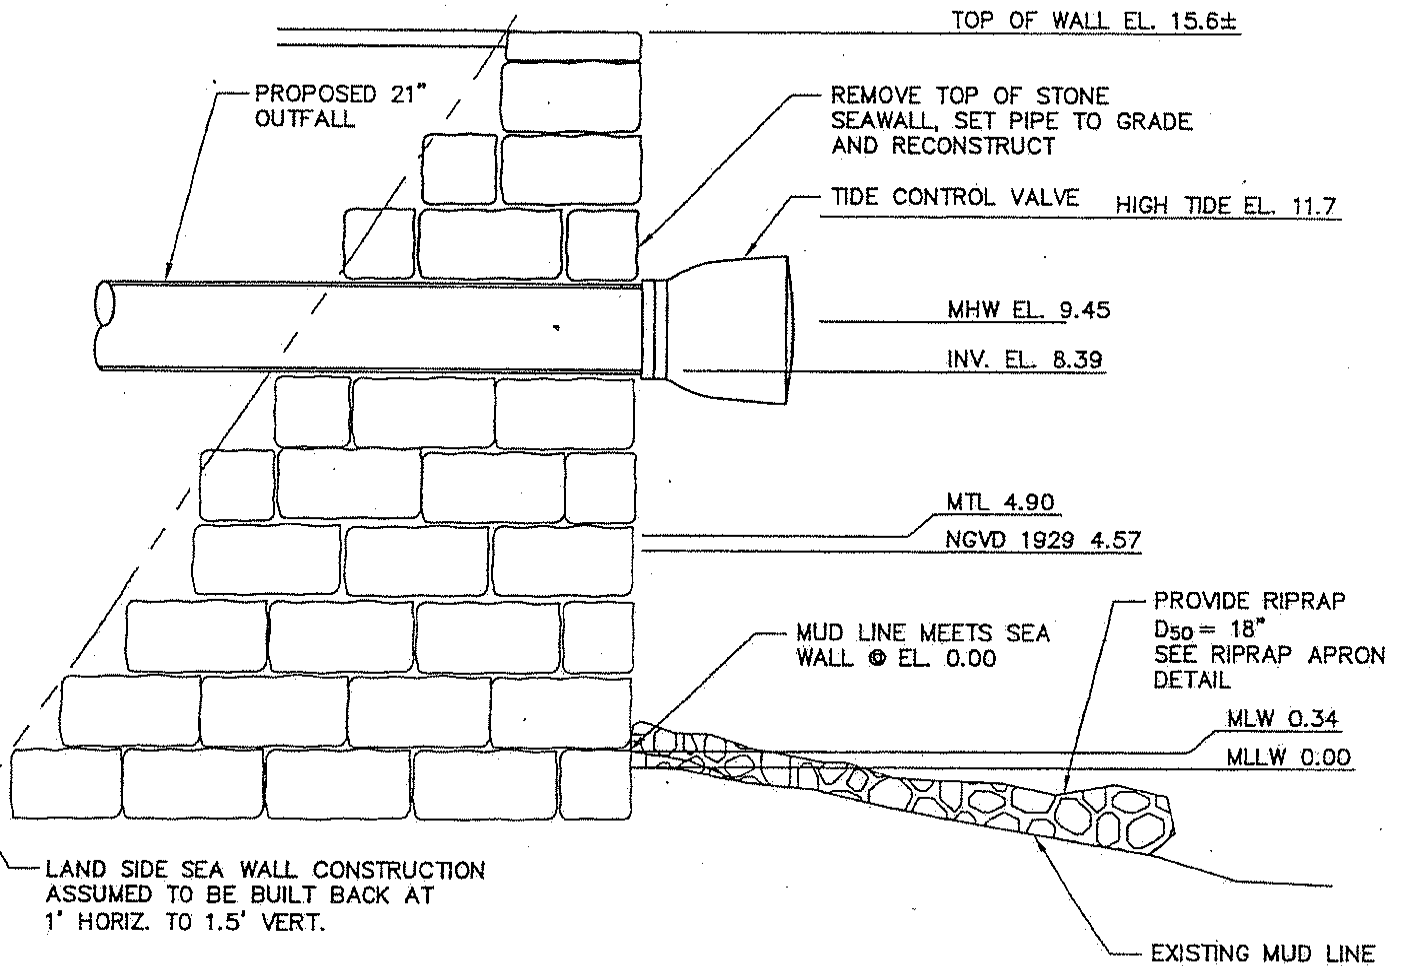 TOP OF WALL EL. 15.6±
PROPOSED 21"
OUTFALL
REMOVE TOP OF STONE
SEAWALL, SET PIPE TO GRADE
AND RECONSTRUCT
TIDE CONTROL VALVE
HIGH TIDE EL. 11.7
MHW EL. 9.45
INV. EL. 8.39
MTL 4.90
NGVD 1929 4.57
PROVIDE RIPRAP
D50 = 18"
SEE RIPRAP APRON
DETAIL
MUD LINE MEETS SEA
WALL @ EL. 0.00
MLW 0.34
MLLW 0.00
LAND SIDE SEA WALL CONSTRUCTION
ASSUMED TO BE BUILT BACK AT
1' HORIZ. TO 1.5' VERT.
EXISTING MUD LINE